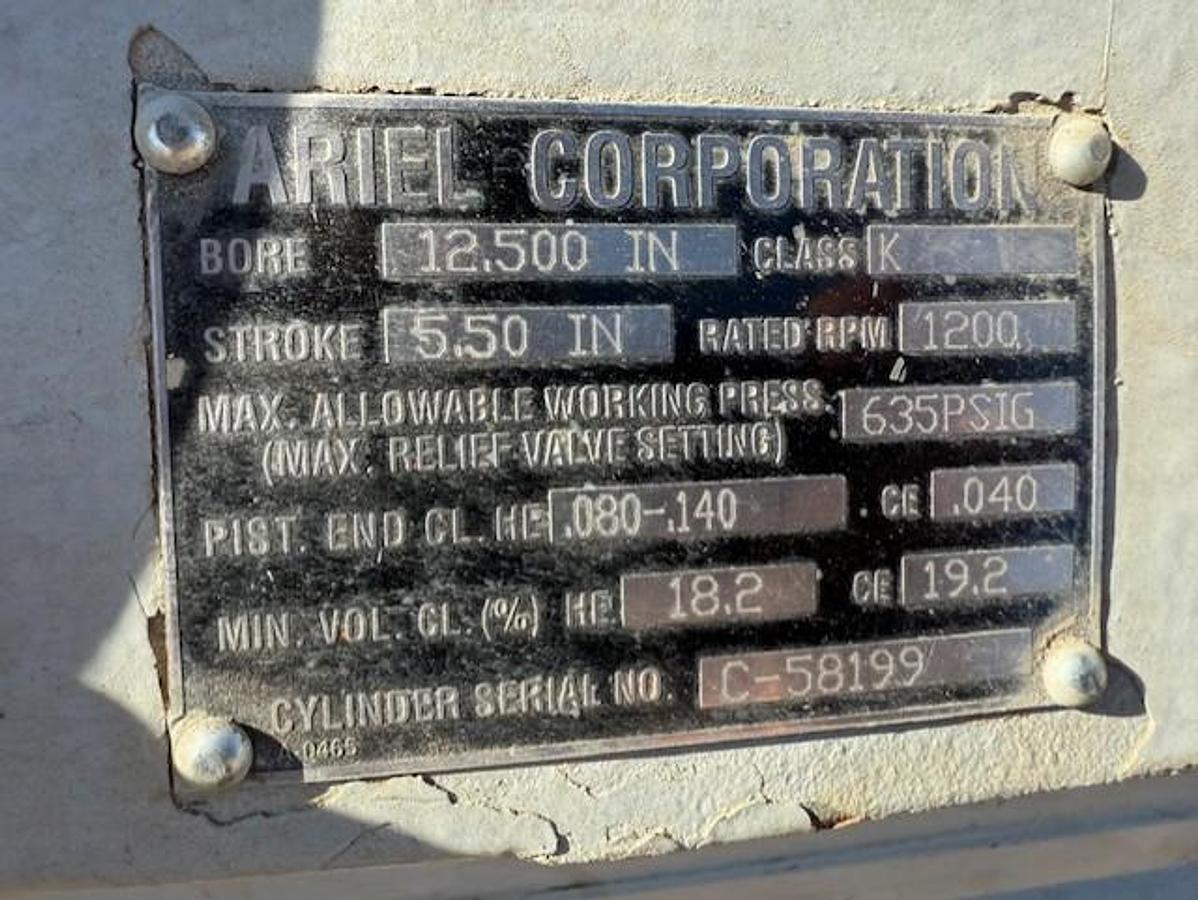 ARIEL CORPORATION
BORE 12.500 IN CLASS K
STROKE 5.50 IN RATED RPM 1200
MAX. ALLOWABLE WORKING PRESS. 635PSIG
(MAX. RELIEF VALVE SETTING)
PIST. END CL. HE .080-.140 CE .040
MIN. VOL. CL. (%) HE 18.2 CE 19.2
CYLINDER SERIAL NO. C-58199